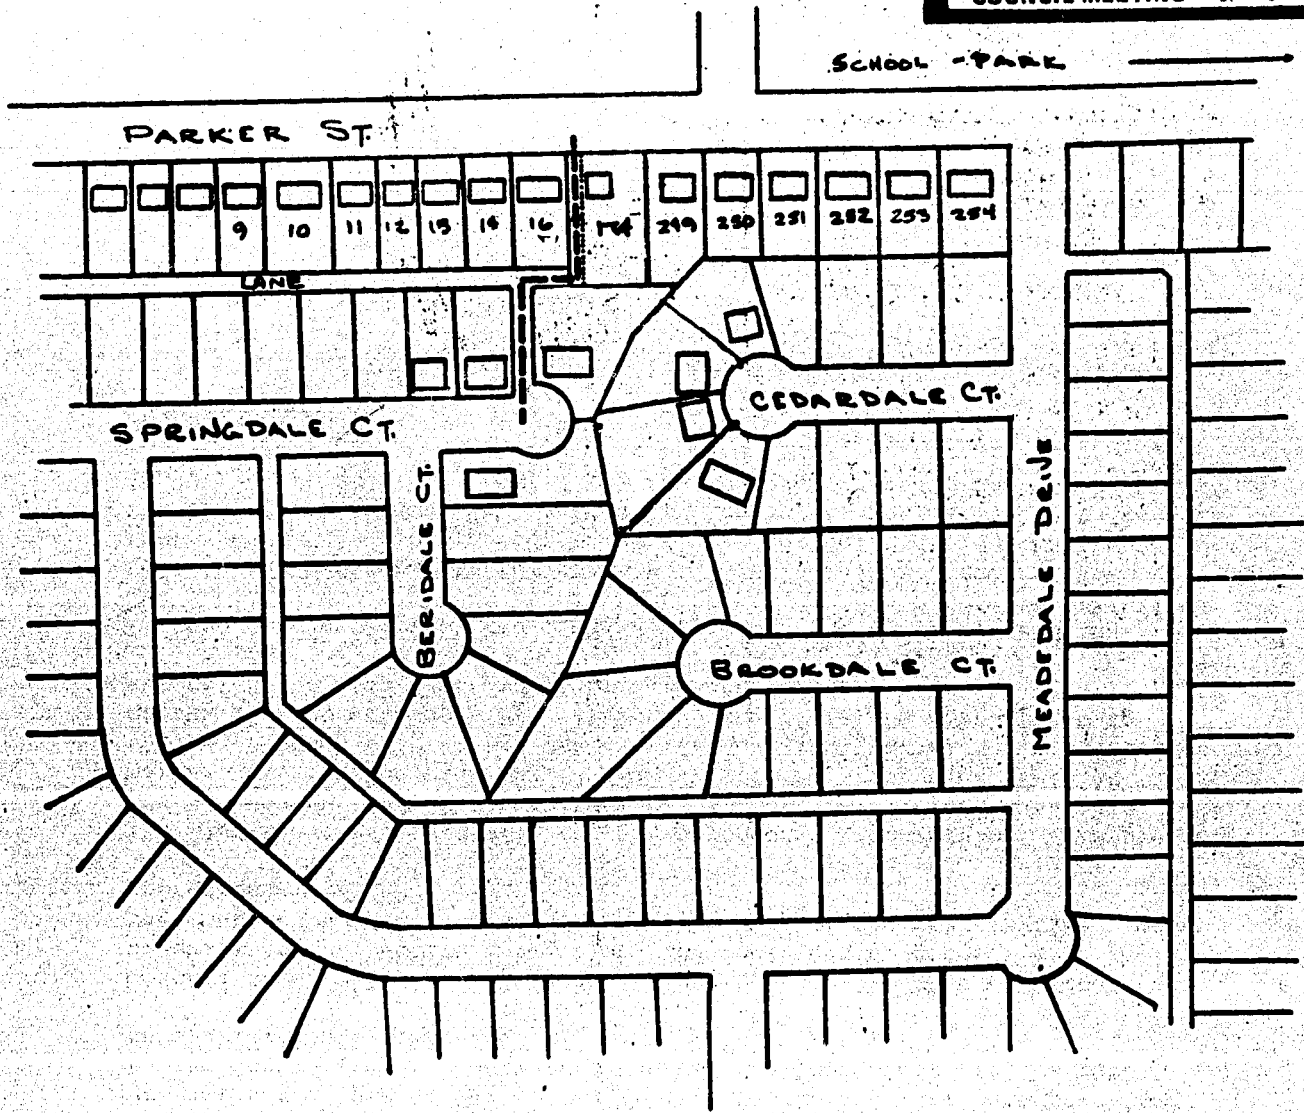 SCHOOL - PARK
PARKER ST.
9 10 11 12 13 14 16 249 250 251 252 253 254
LANE
CEDARDALE CT.
SPRINGDALE CT.
BERIDALE CT.
MEADEDALE DRIVE
BROOKDALE CT.